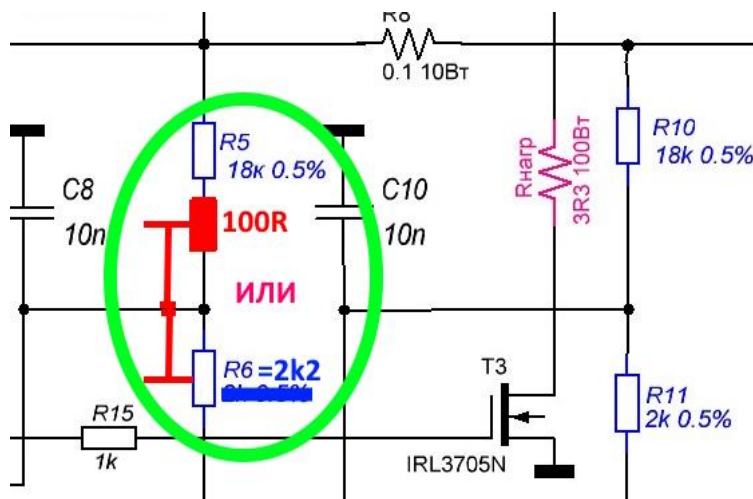 R8
0.1 10Вт
R5
18к 0.5%
R10
18k 0.5%
Rнагр
3R3 100Вт
C8
10n
100R
C10
10n
ИЛИ
R6 =2k2
T3
R11
2k 0.5%
R15
1k
IRL3705N